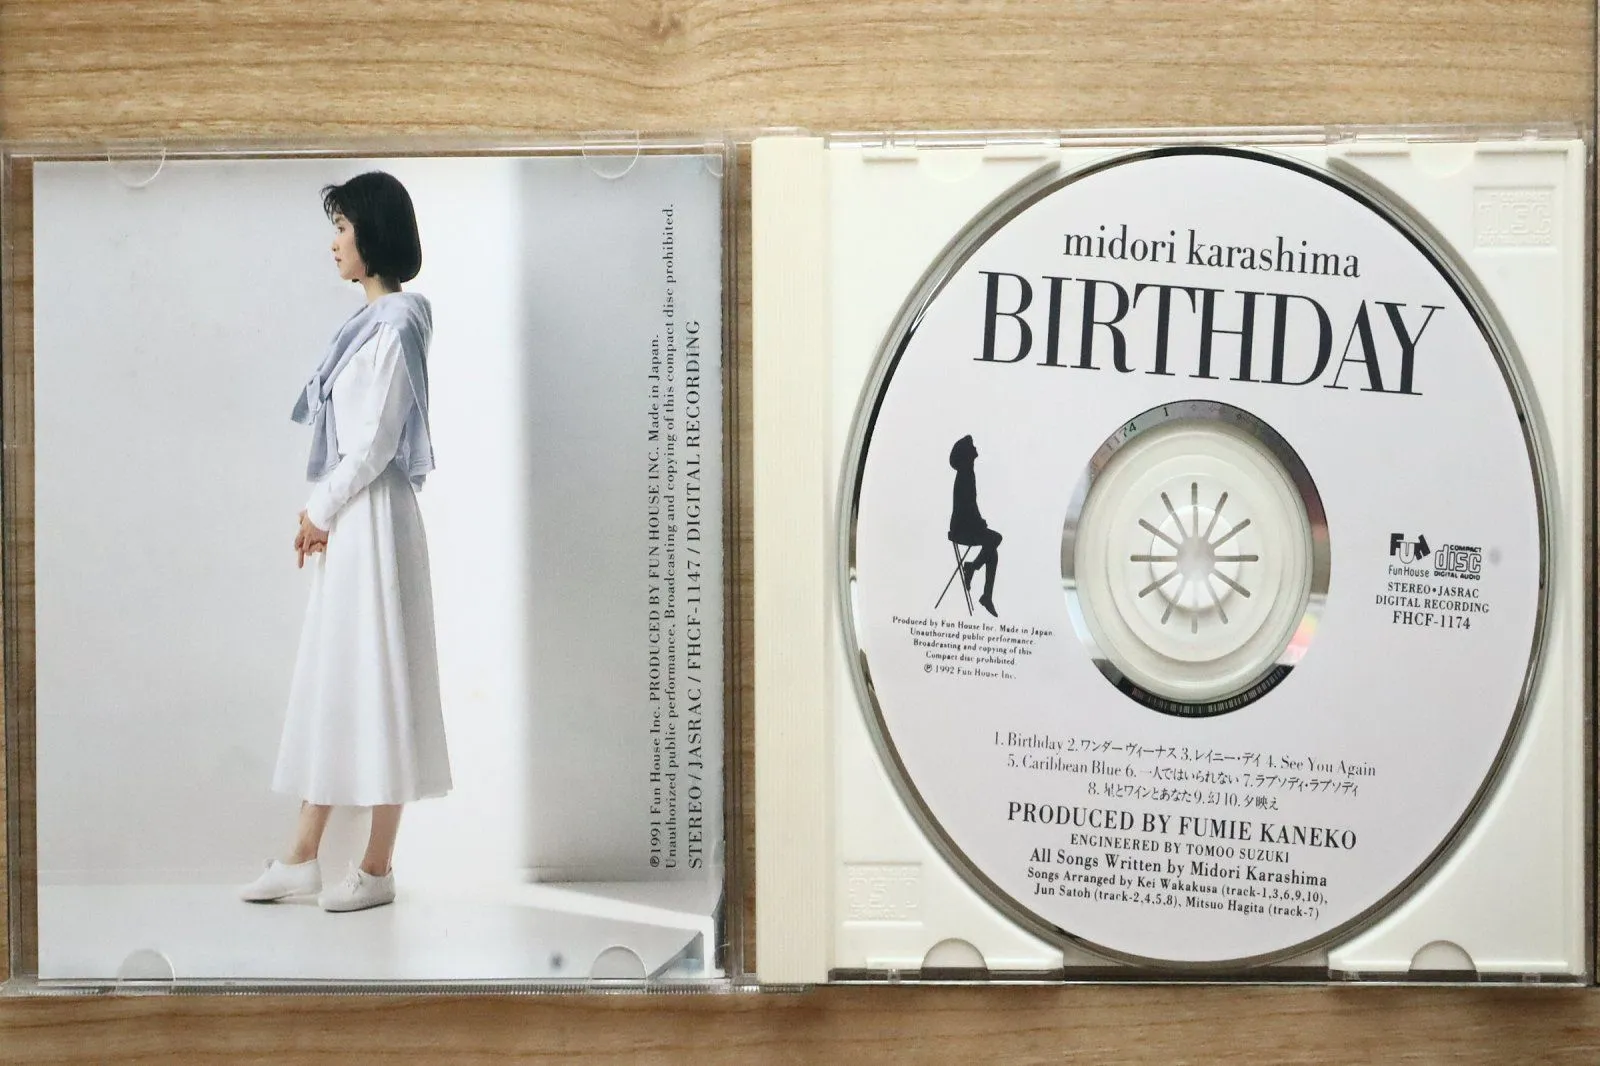 ℗1991 Fun House Inc. PRODUCED BY FUN HOUSE INC. Made in Japan.
Unauthorized public performance, Broadcasting and copying of this compact disc prohibited.
STEREO / JASRAC / FHCF-1147 / DIGITAL RECORDING
midori karashima
BIRTHDAY
1174 1
Produced by Fun House Inc. Made in Japan.
Unauthorized public performance.
Broadcasting and copying of this
Compact disc prohibited.
℗ 1992 Fun House Inc.
Fun
Fun House
COMPACT
disc
DIGITAL AUDIO
STEREO•JASRAC
DIGITAL RECORDING
FHCF-1174
1. Birthday 2. ワンダー ヴィーナス 3. レイニー・デイ 4. See You Again
5. Caribbean Blue 6. 一人ではいられない 7. ラプソディ・ラプソディ
8. 星とワインとあなた 9. 幻 10. 夕映え
PRODUCED BY FUMIE KANEKO
ENGINEERED BY TOMOO SUZUKI
All Songs Written by Midori Karashima
Songs Arranged by Kei Wakakusa (track-1,3,6,9,10),
Jun Satoh (track-2,4,5,8), Mitsuo Hagita (track-7)